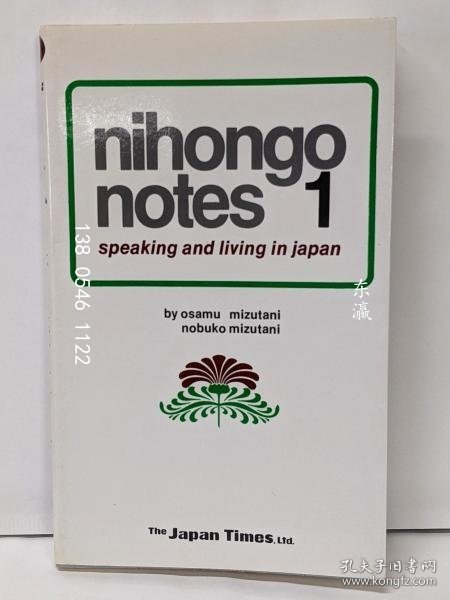 nihongo
notes 1
speaking and living in japan
by osamu mizutani
nobuko mizutani
The Japan Times, Ltd.
138 0546 1122
东瀛
孔夫子旧书网
www.kongfz.com